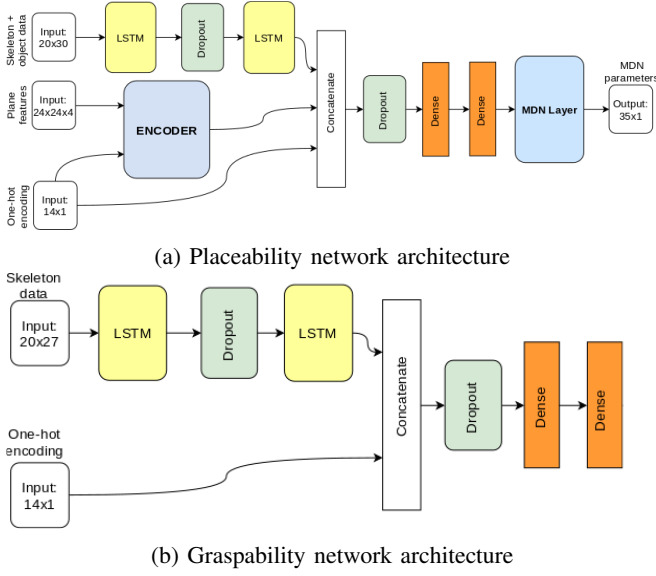 Skeleton +
object data
Input:
20x30
LSTM
Dropout
LSTM
Plane
features
Input:
24x24x4
ENCODER
One-hot
encoding
Input:
14x1
Concatenate
Dropout
Dense
Dense
MDN Layer
MDN
parameters
Output:
35x1
(a) Placeability network architecture
Skeleton
data
Input:
20x27
LSTM
Dropout
LSTM
One-hot
encoding
Input:
14x1
Concatenate
Dropout
Dense
Dense
(b) Graspability network architecture